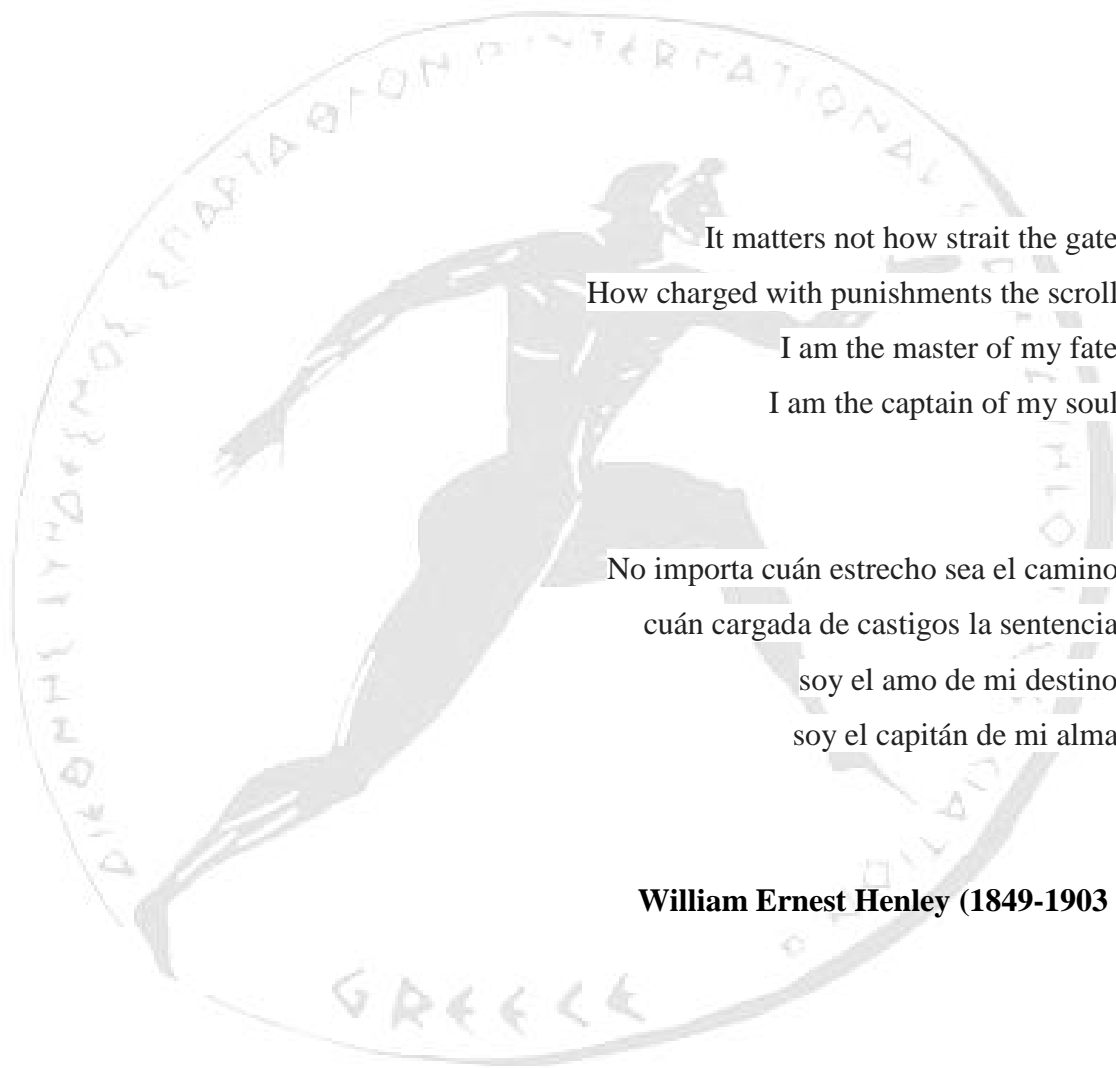 It matters not how strait the gate
How charged with punishments the scroll
I am the master of my fate
I am the captain of my soul
No importa cuán estrecho sea el camino
cuán cargada de castigos la sentencia
soy el amo de mi destino
soy el capitán de mi alma
William Ernest Henley (1849-1903
GREECE